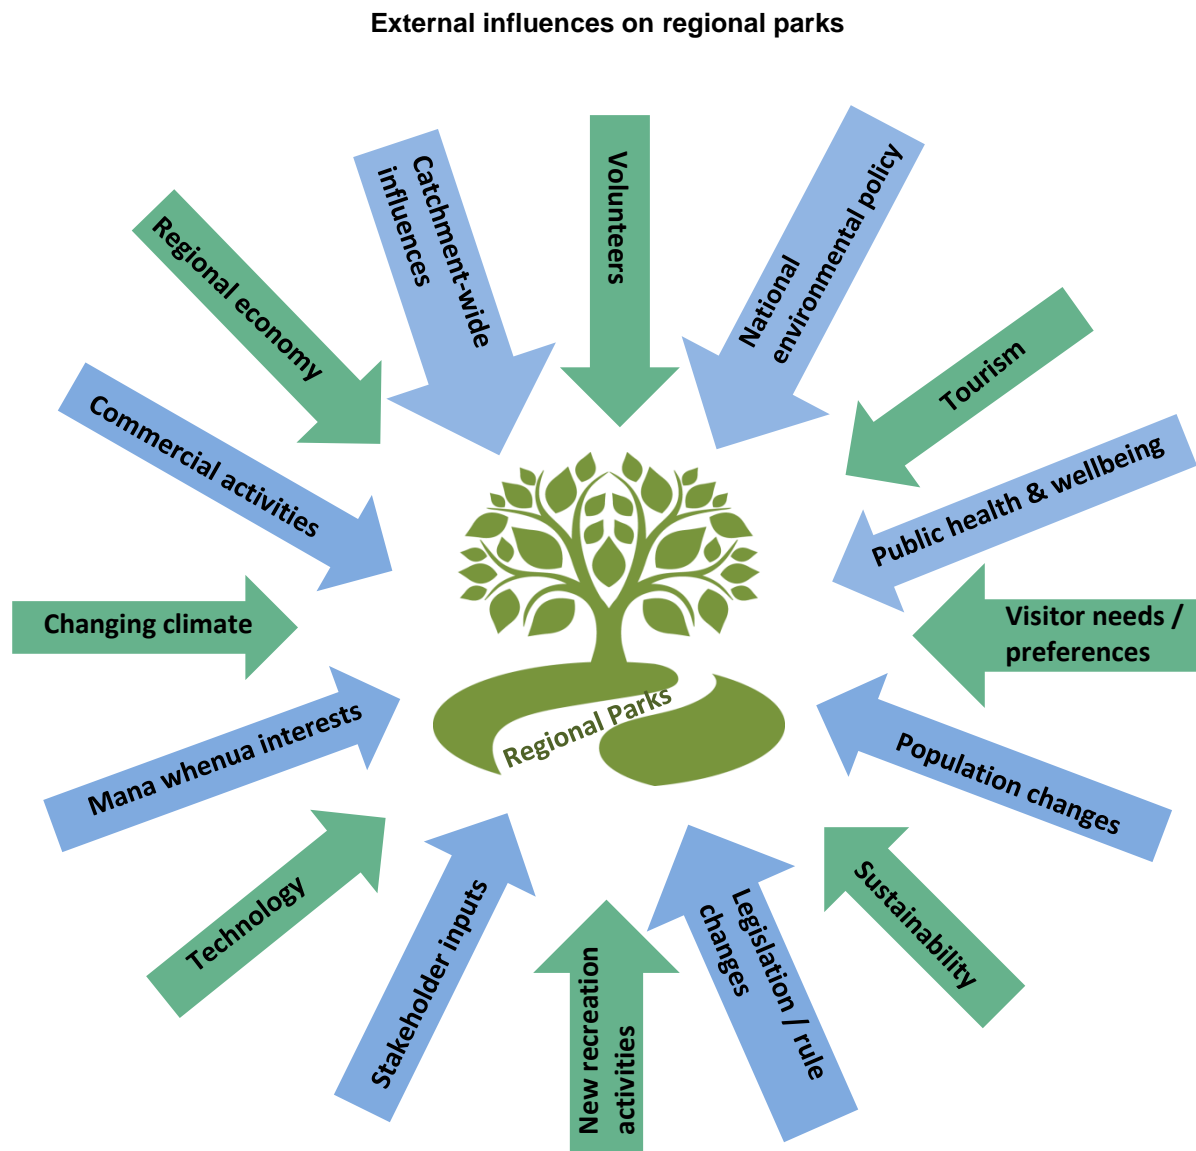 External influences on regional parks
Volunteers
National
environmental policy
Tourism
Public health & wellbeing
Visitor needs /
preferences
Population changes
Sustainability
Legislation / rule
changes
New recreation
activities
Stakeholder inputs
Technology
Mana whenua interests
Changing climate
Commercial activities
Regional economy
Catchment-wide
influences
Regional Parks